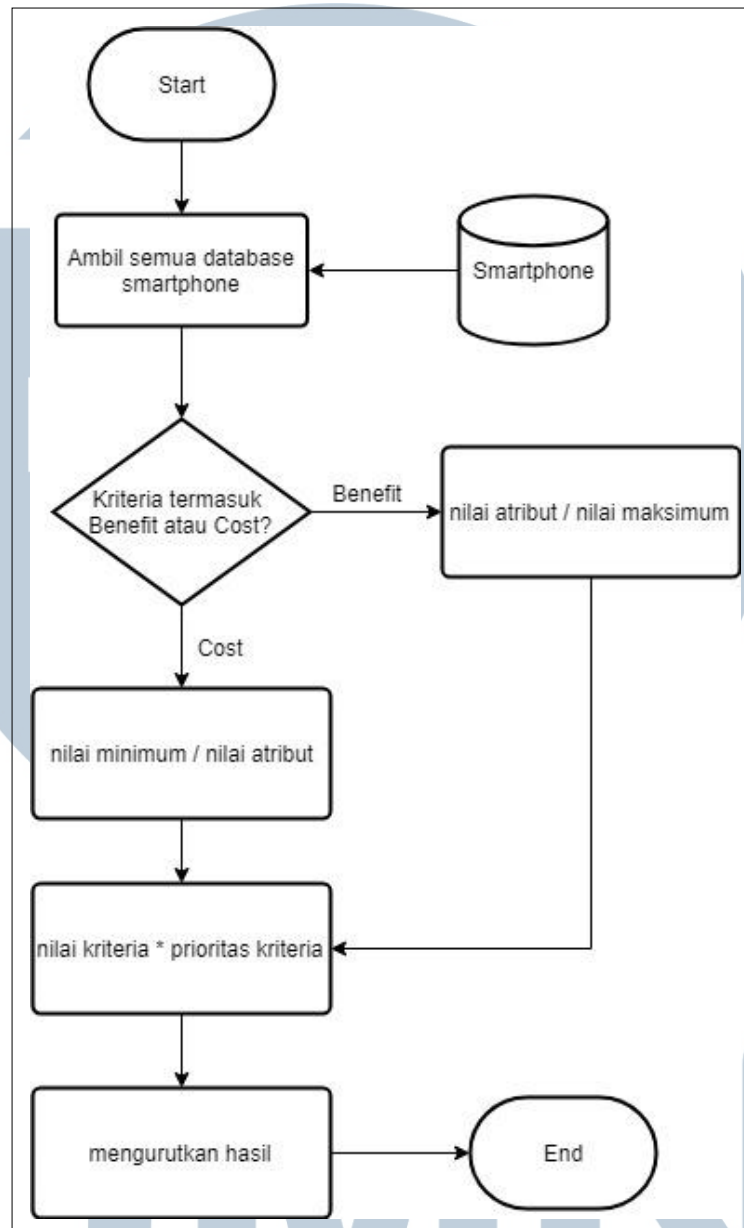 Start
Ambil semua database
smartphone
Smartphone
Kriteria termasuk
Benefit atau Cost?
Benefit
nilai atribut / nilai maksimum
Cost
nilai minimum / nilai atribut
nilai kriteria * prioritas kriteria
mengurutkan hasil
End